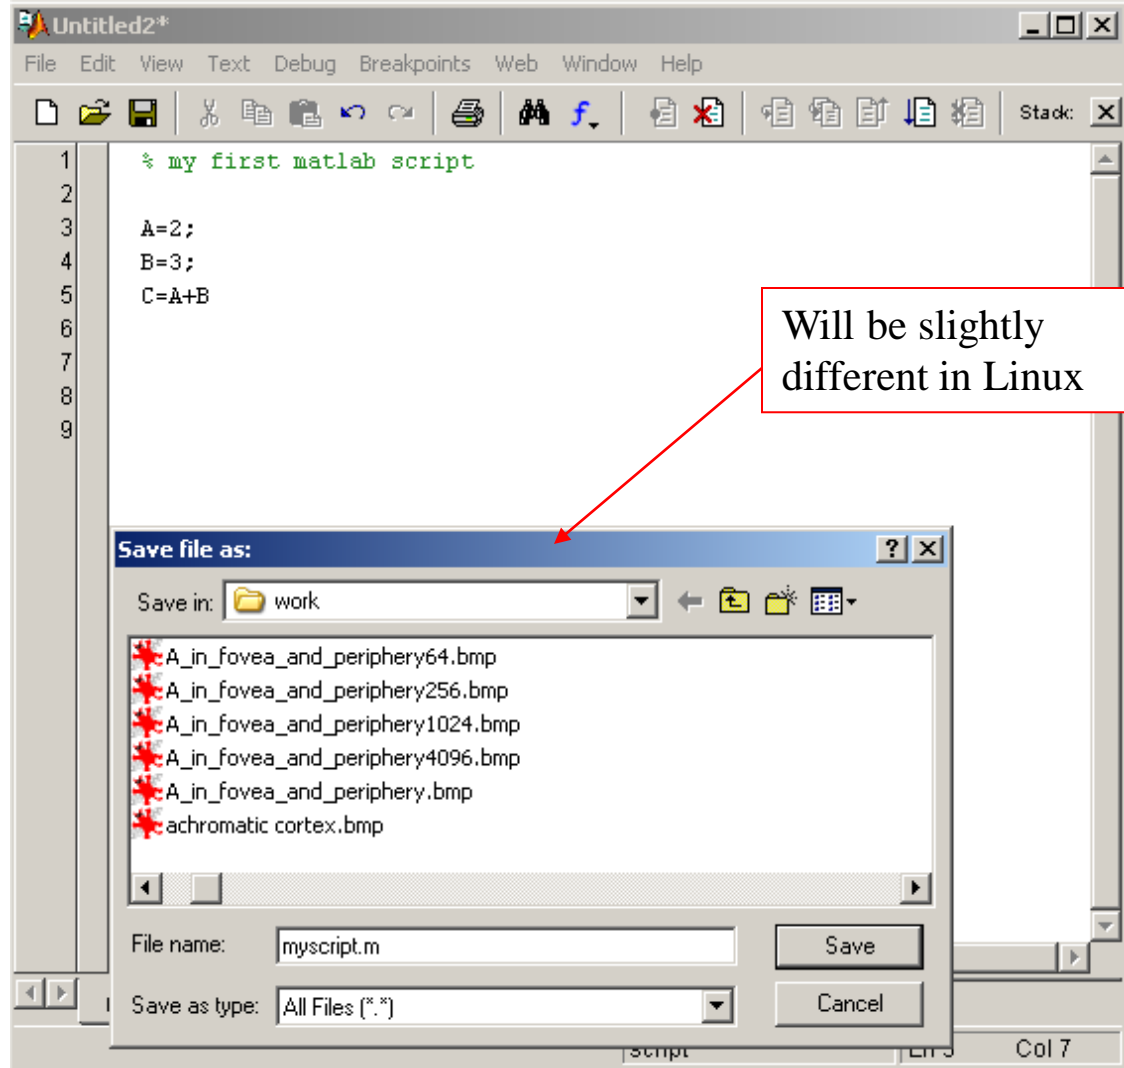 Untitled2*
File Edit View Text Debug Breakpoints Web Window Help
Stack:
1 % my first matlab script
2
3 A=2;
4 B=3;
5 C=A+B
6
7
8
9
Will be slightly
different in Linux
Save file as:
Save in: work
A_in_fovea_and_periphery64.bmp
A_in_fovea_and_periphery256.bmp
A_in_fovea_and_periphery1024.bmp
A_in_fovea_and_periphery4096.bmp
A_in_fovea_and_periphery.bmp
achromatic cortex.bmp
File name: myscript.m Save
Save as type: All Files (*.*) Cancel
script Ln 5 Col 7